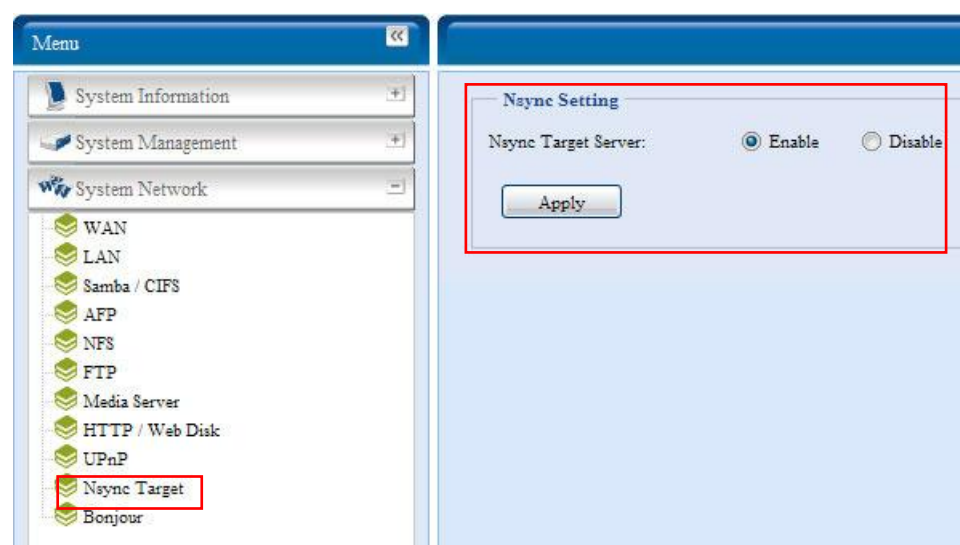 Menu
System Information
System Management
System Network
WAN
LAN
Samba / CIFS
AFP
NFS
FTP
Media Server
HTTP / Web Disk
UPnP
Nsync Target
Bonjour
Nsync Setting
Nsync Target Server: Enable Disable
Apply